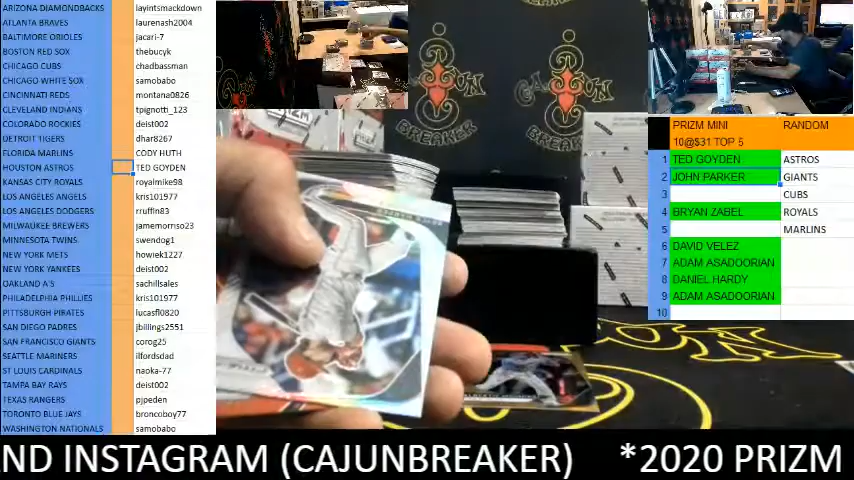 ARIZONA DIAMONDBACKS layintsmackdown
ATLANTA BRAVES laurenash2004
BALTIMORE ORIOLES jacari-7
BOSTON RED SOX thebucyk
CHICAGO CUBS chadbassman
CHICAGO WHITE SOX samobabo
CINCINNATI REDS montana0826
CLEVELAND INDIANS tpignotti_123
COLORADO ROCKIES deist002
DETROIT TIGERS dhar8267
FLORIDA MARLINS CODY HUTH
HOUSTON ASTROS TED GOYDEN
KANSAS CITY ROYALS royalmike98
LOS ANGELES ANGELS kris101977
LOS ANGELES DODGERS rruffin83
MILWAUKEE BREWERS jamemorriso23
MINNESOTA TWINS swendog1
NEW YORK METS howiek1227
NEW YORK YANKEES deist002
OAKLAND A'S sachillsales
PHILADELPHIA PHILLIES kris101977
PITTSBURGH PIRATES lucasfl0820
SAN DIEGO PADRES jbillings2551
SAN FRANCISCO GIANTS corog25
SEATTLE MARINERS ilfordsdad
ST LOUIS CARDINALS naoka-77
TAMPA BAY RAYS deist002
TEXAS RANGERS pjpeden
TORONTO BLUE JAYS broncoboy77
WASHINGTON NATIONALS samobabo
BREAKER
BREAKER
PRIZM
PRIZM MINI RANDOM
10@$31 TOP 5
1 TED GOYDEN ASTROS
2 JOHN PARKER GIANTS
3 CUBS
4 BRYAN ZABEL ROYALS
5 MARLINS
6 DAVID VELEZ
7 ADAM ASADOORIAN
8 DANIEL HARDY
9 ADAM ASADOORIAN
10
ND INSTAGRAM (CAJUNBREAKER) *2020 PRIZM